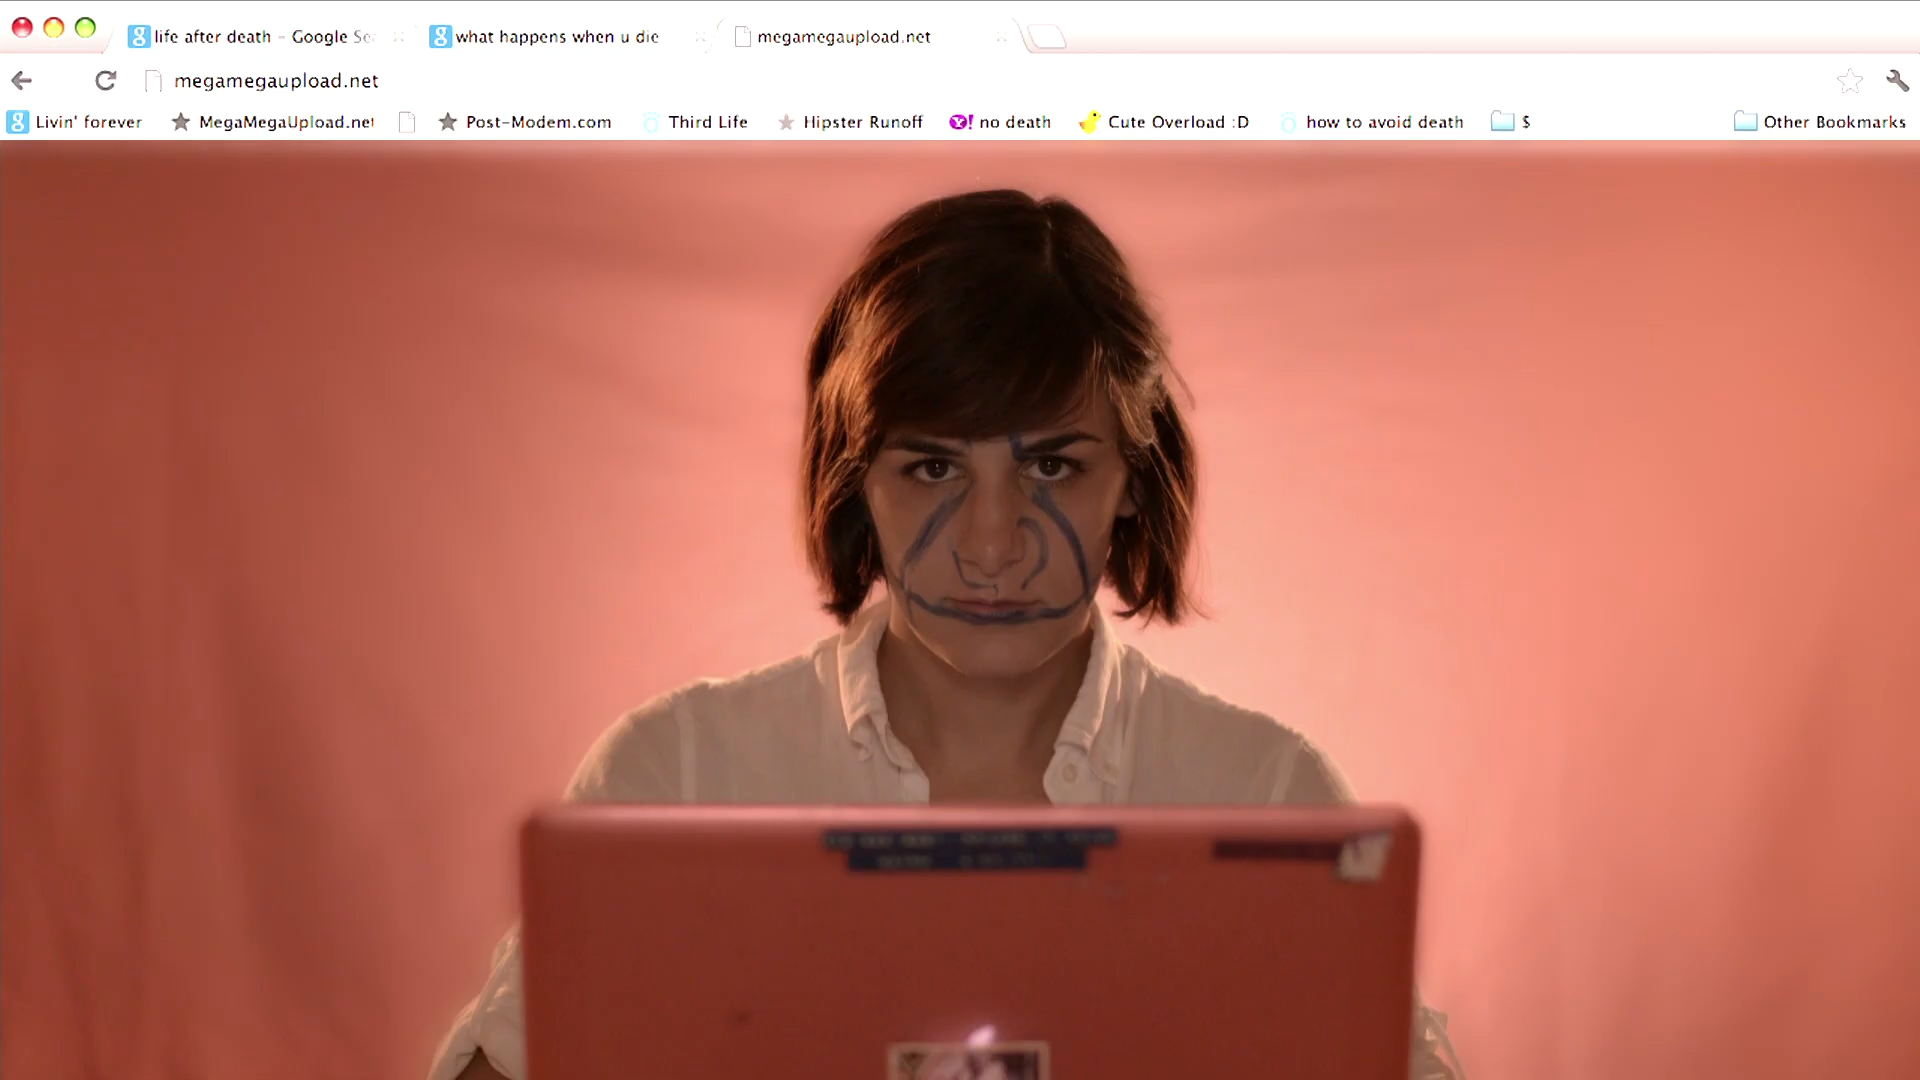 life after death - Google Se
what happens when u die
megamegaupload.net
megamegaupload.net
Livin' forever
MegaMegaUpload.net
Post-Modem.com
Third Life
Hipster Runoff
no death
Cute Overload :D
how to avoid death
$
Other Bookmarks